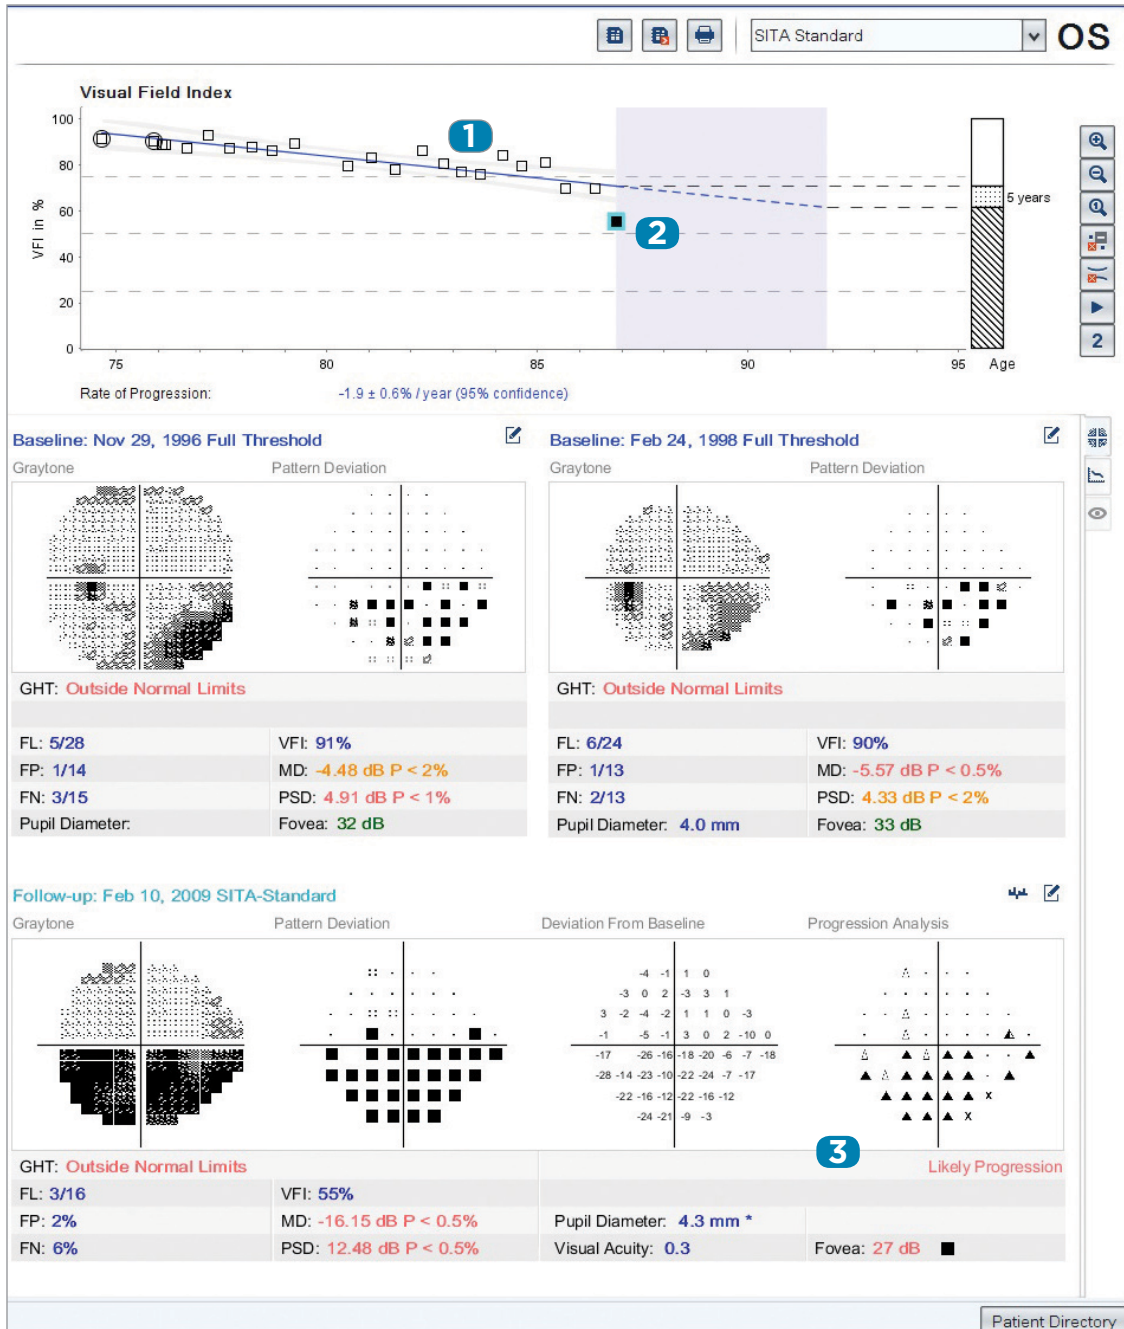 SITA Standard OS
Visual Field Index
1
2
VFI in %
100
80
60
40
20
0
75 80 85 90 95 Age
5 years
2
Rate of Progression: -1.9 ± 0.6% / year (95% confidence)
Baseline: Nov 29, 1996 Full Threshold
Graytone Pattern Deviation
GHT: Outside Normal Limits
FL: 5/28 VFI: 91%
FP: 1/14 MD: -4.48 dB P < 2%
FN: 3/15 PSD: 4.91 dB P < 1%
Pupil Diameter: Fovea: 32 dB
Baseline: Feb 24, 1998 Full Threshold
Graytone Pattern Deviation
GHT: Outside Normal Limits
FL: 6/24 VFI: 90%
FP: 1/13 MD: -5.57 dB P < 0.5%
FN: 2/13 PSD: 4.33 dB P < 2%
Pupil Diameter: 4.0 mm Fovea: 33 dB
Follow-up: Feb 10, 2009 SITA-Standard
Graytone Pattern Deviation Deviation From Baseline Progression Analysis
-4 -1 1 0
-3 0 2 -3 3 1
3 -2 -4 -2 1 1 0 -3
-1 -5 -1 3 0 2 -10 0
-17 -26 -16 -18 -20 -6 -7 -18
-28 -14 -23 -10 -22 -24 -7 -17
-22 -16 -12 -22 -16 -12
-24 -21 -9 -3
X
X
3
GHT: Outside Normal Limits Likely Progression
FL: 3/16 VFI: 55%
FP: 2% MD: -16.15 dB P < 0.5% Pupil Diameter: 4.3 mm *
FN: 6% PSD: 12.48 dB P < 0.5% Visual Acuity: 0.3 Fovea: 27 dB
Patient Directory